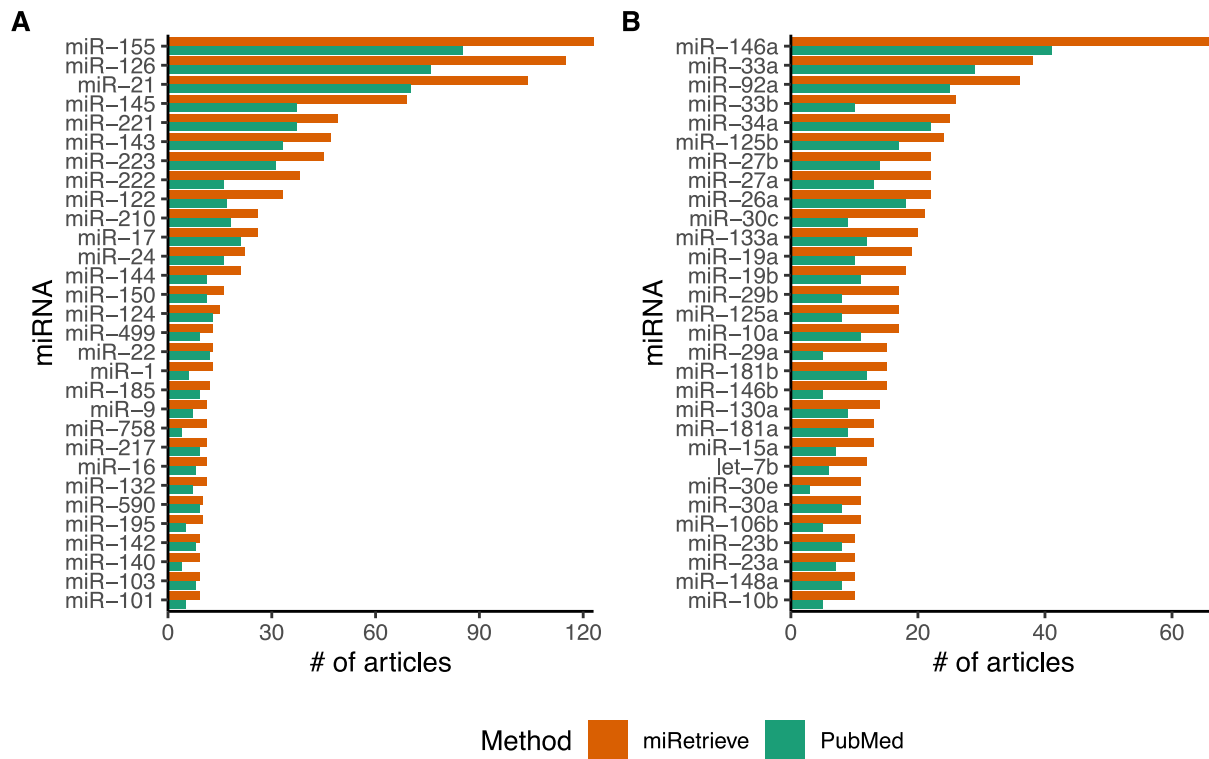 A
miR−155
miR−126
miR−21
miR−145
miR−221
miR−143
miR−223
miR−222
miR−122
miR−210
miR−17
miR−24
miR−144
miR−150
miR−124
miR−499
miR−22
miR−1
miR−185
miR−9
miR−758
miR−217
miR−16
miR−132
miR−590
miR−195
miR−142
miR−140
miR−103
miR−101
miRNA
0 30 60 90 120
# of articles
B
miR−146a
miR−33a
miR−92a
miR−33b
miR−34a
miR−125b
miR−27b
miR−27a
miR−26a
miR−30c
miR−133a
miR−19a
miR−19b
miR−29b
miR−125a
miR−10a
miR−29a
miR−181b
miR−146b
miR−130a
miR−181a
miR−15a
let−7b
miR−30e
miR−30a
miR−106b
miR−23b
miR−23a
miR−148a
miR−10b
miRNA
0 20 40 60
# of articles
Method miRetrieve PubMed